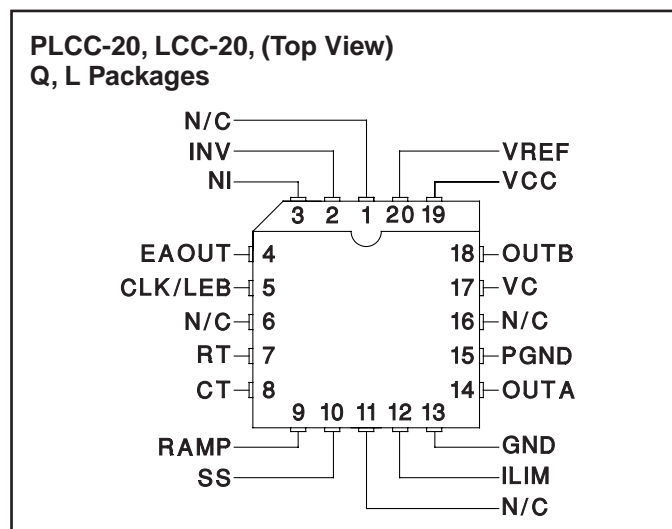 PLCC-20, LCC-20, (Top View)
Q, L Packages
N/C
INV
NI
VREF
VCC
3 2 1 20 19
EAOUT 4 18 OUTB
CLK/LEB 5 17 VC
N/C 6 16 N/C
RT 7 15 PGND
CT 8 14 OUTA
9 10 11 12 13
RAMP
SS
GND
ILIM
N/C